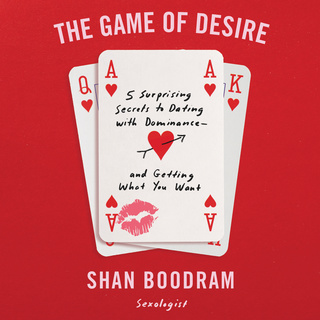 THE GAME OF DESIRE
A A
Q K
5 Surprising
Secrets to Dating
with Dominance—
and Getting
What You Want
A A
SHAN BOODRAM
Sexologist